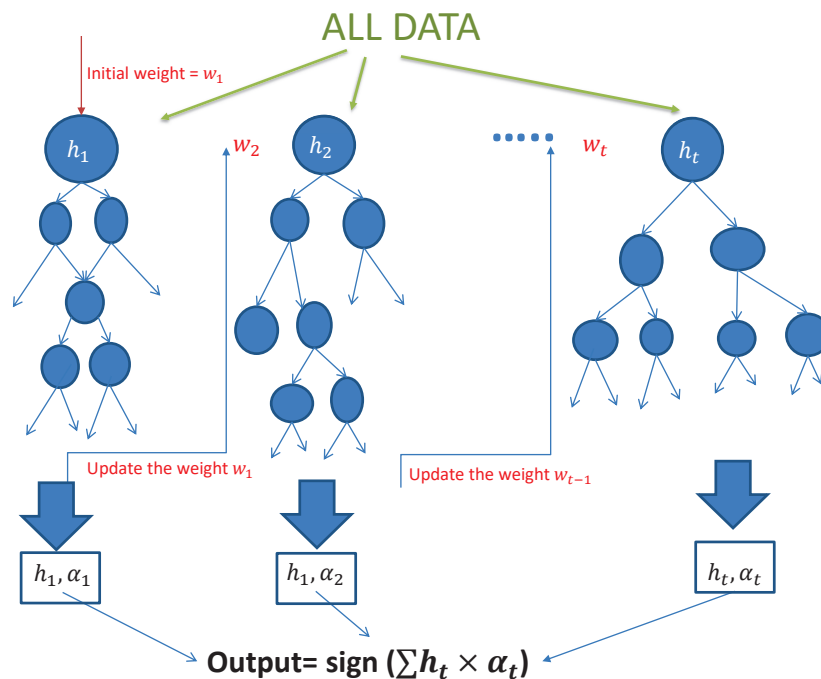 ALL DATA
Initial weight = w₁
h₁
w₂
h₂
wₜ
hₜ
Update the weight w₁
Update the weight wₜ₋₁
h₁, α₁
h₁, α₂
hₜ, αₜ
Output= sign (∑hₜ × αₜ)